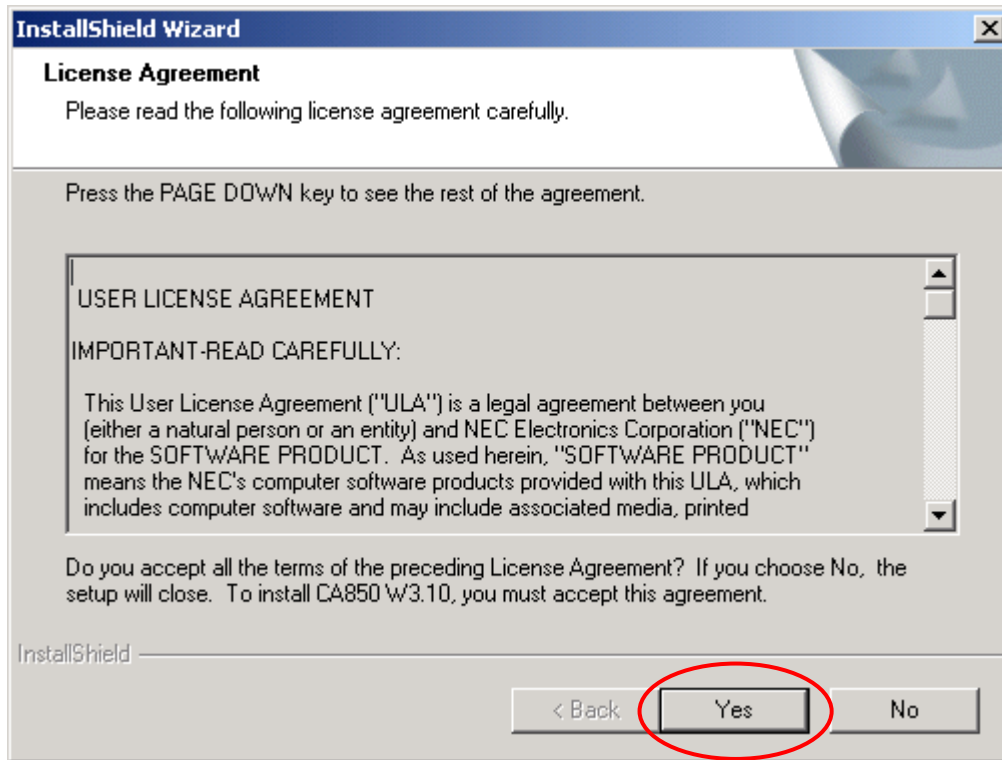 InstallShield Wizard
License Agreement
Please read the following license agreement carefully.
Press the PAGE DOWN key to see the rest of the agreement.
USER LICENSE AGREEMENT
IMPORTANT-READ CAREFULLY:
This User License Agreement ("ULA") is a legal agreement between you
(either a natural person or an entity) and NEC Electronics Corporation ("NEC")
for the SOFTWARE PRODUCT.  As used herein, "SOFTWARE PRODUCT"
means the NEC's computer software products provided with this ULA, which
includes computer software and may include associated media, printed
Do you accept all the terms of the preceding License Agreement?  If you choose No,  the
setup will close.  To install CA850 W3.10, you must accept this agreement.
InstallShield
< Back
Yes
No